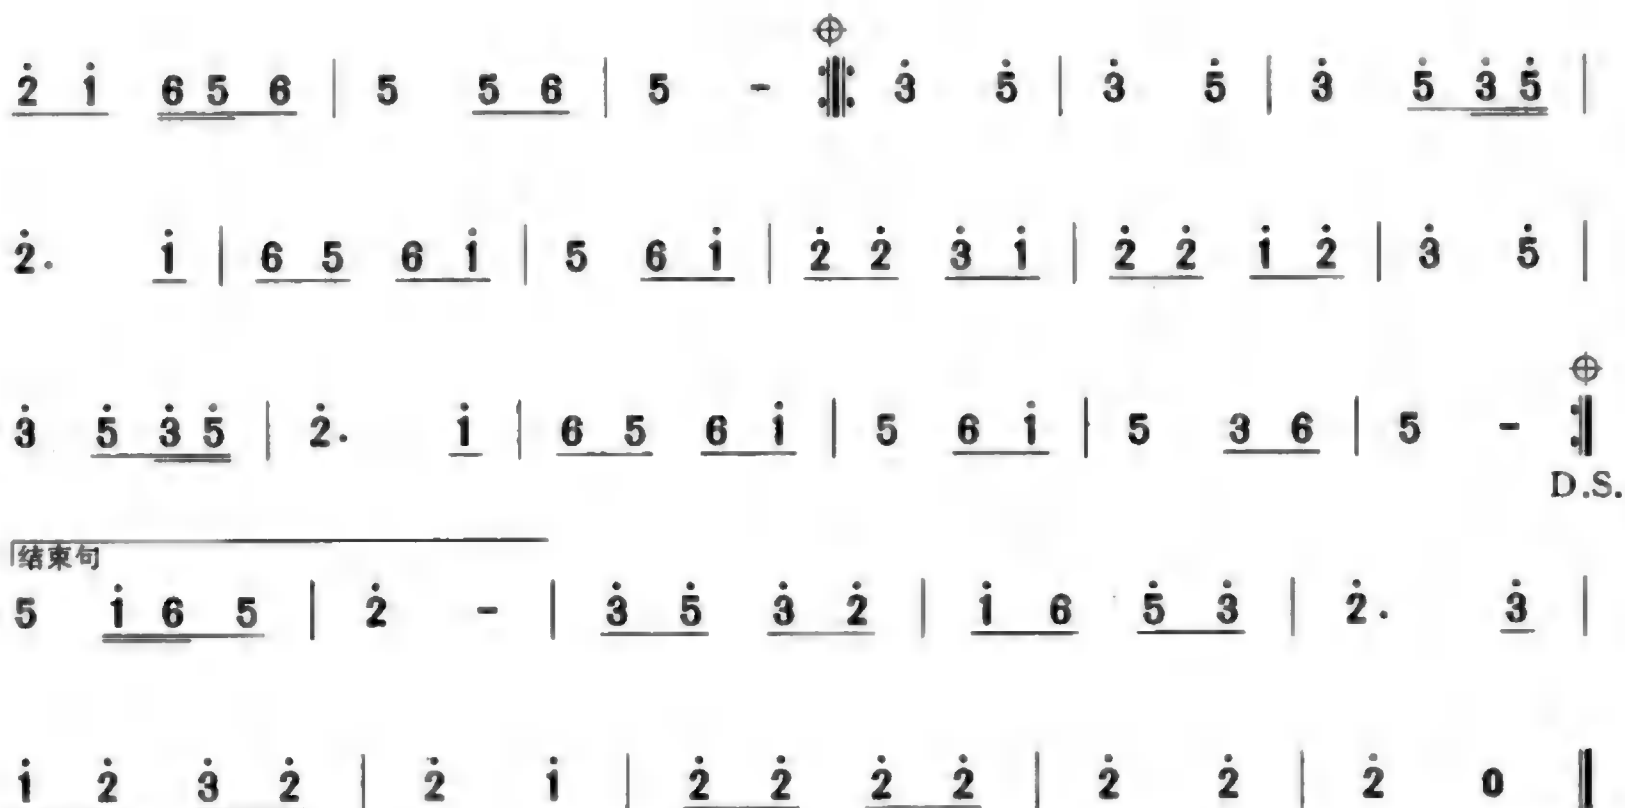 2̇ 1̇ 6 5 6 | 5 5 6 | 5 - 𝄇𝄆 3̇ 5̇ | 3̇ 5̇ | 3̇ 5̇ 3̇ 5̇ |
2̇. 1̇ | 6 5 6 1̇ | 5 6 1̇ | 2̇ 2̇ 3̇ 1̇ | 2̇ 2̇ 1̇ 2̇ | 3̇ 5̇ |
3̇ 5̇ 3̇ 5̇ | 2̇. 1̇ | 6 5 6 1̇ | 5 6 1̇ | 5 3 6 | 5 - 𝄇
D.S.
结束句
5 1̇ 6 5 | 2̇ - | 3̇ 5̇ 3̇ 2̇ | 1̇ 6 5̇ 3̇ | 2̇. 3̇ |
1̇ 2̇ 3̇ 2̇ | 2̇ 1̇ | 2̇ 2̇ 2̇ 2̇ | 2̇ 2̇ | 2̇ 0 ‖